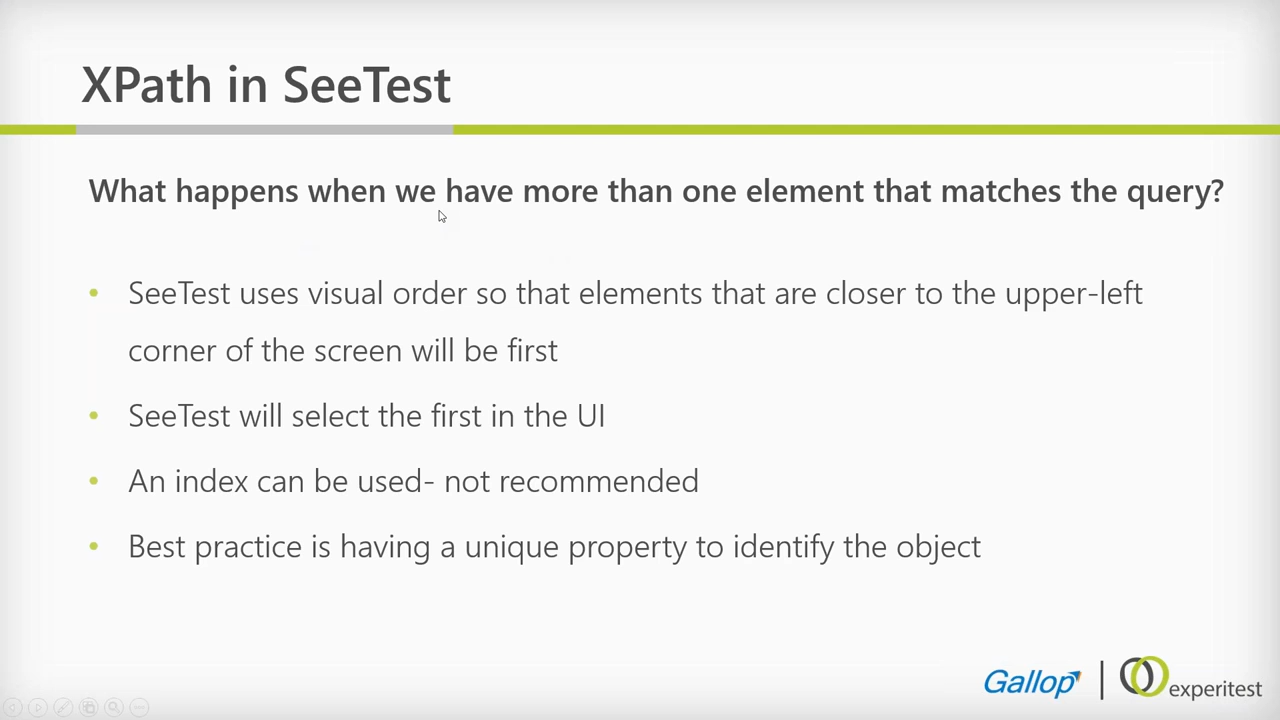 XPath in SeeTest
What happens when we have more than one element that matches the query?
• SeeTest uses visual order so that elements that are closer to the upper-left
corner of the screen will be first
• SeeTest will select the first in the UI
• An index can be used- not recommended
• Best practice is having a unique property to identify the object
Gallop | experitest